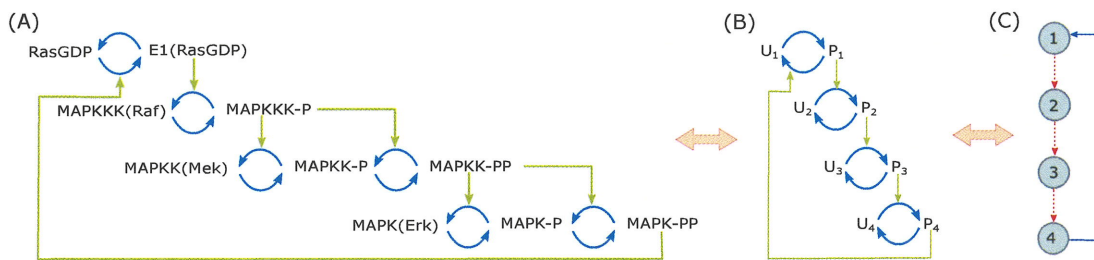 (A)
(B)
(C)
RasGDP E1(RasGDP)
MAPKKK(Raf) MAPKKK-P
MAPKK(Mek) MAPKK-P MAPKK-PP
MAPK(Erk) MAPK-P MAPK-PP
U1 P1
U2 P2
U3 P3
U4 P4
1
2
3
4